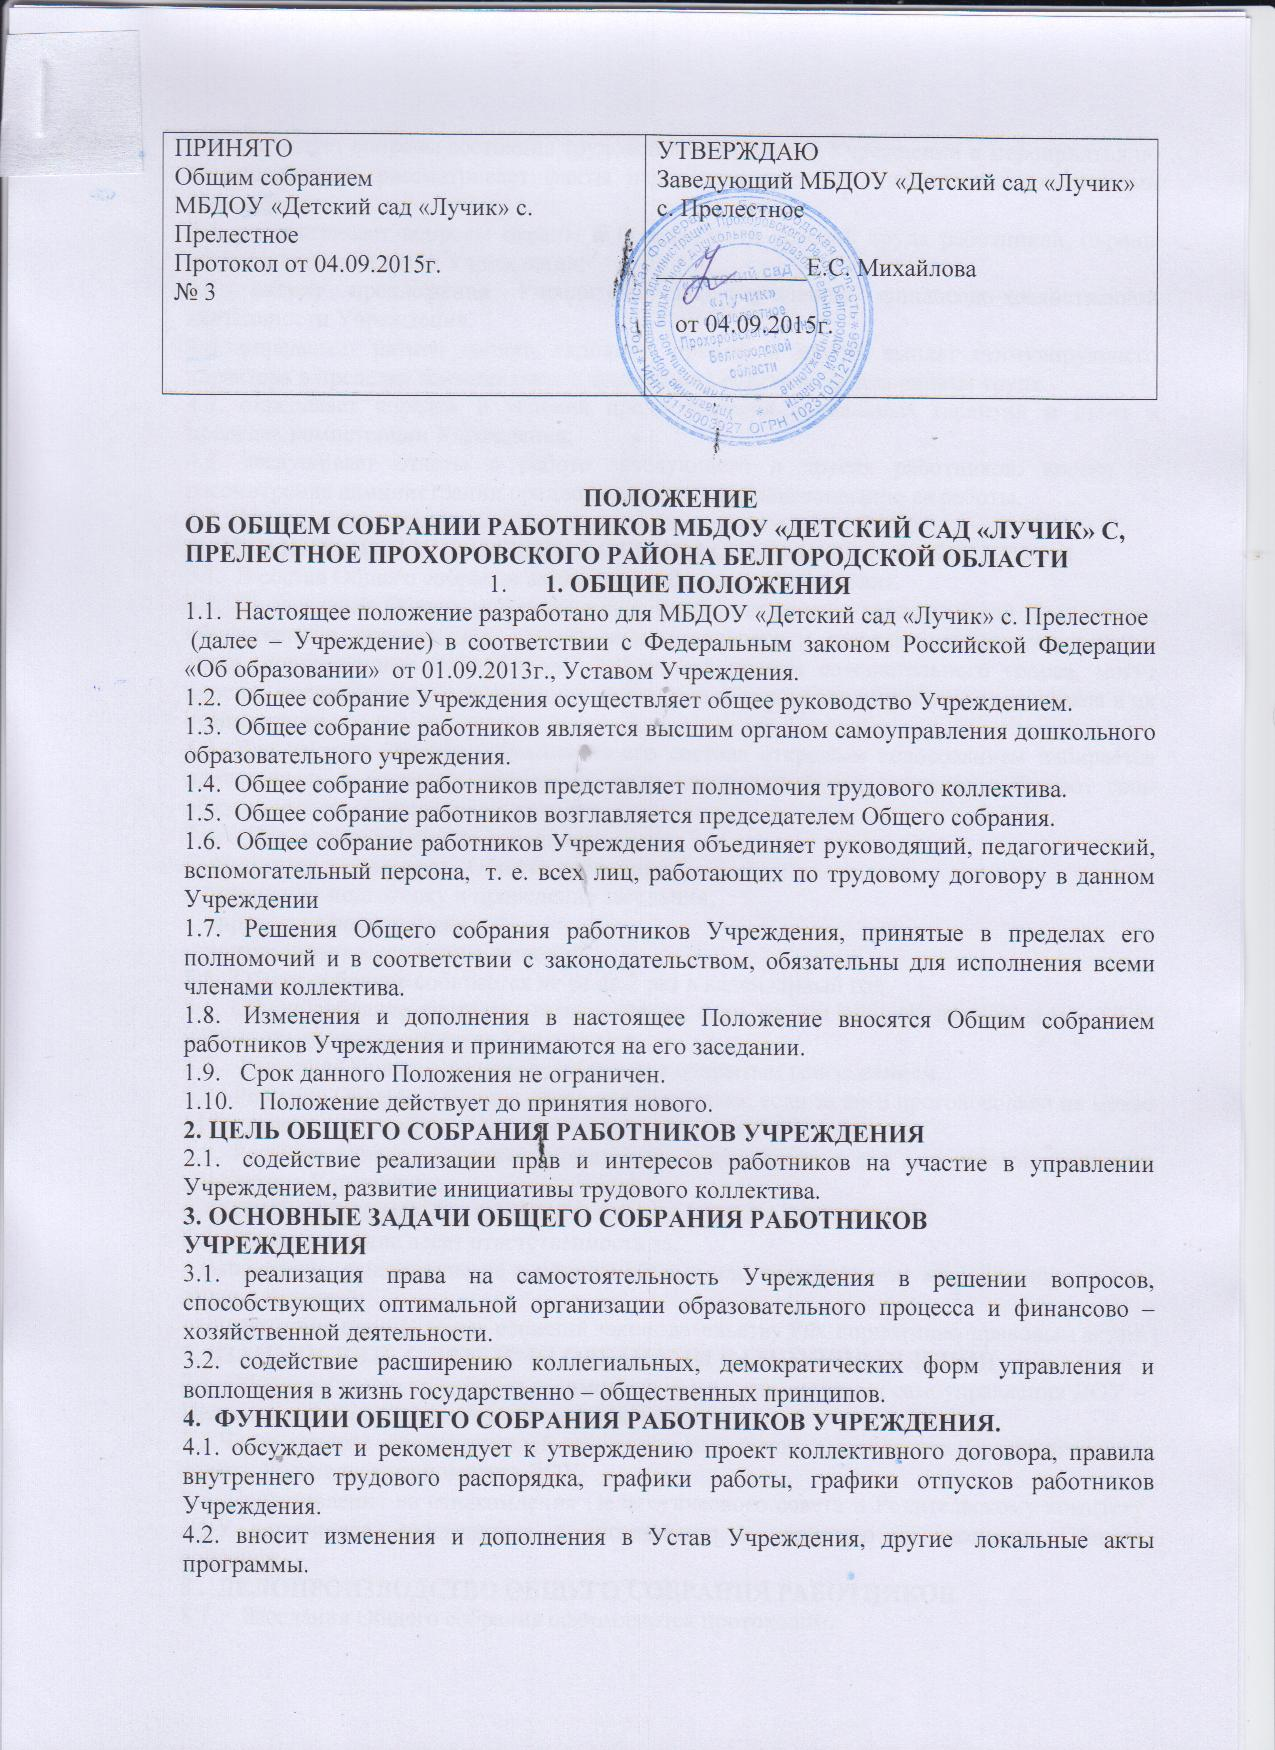 ПРИНЯТО
Общим собранием
МБДОУ «Детский сад «Лучик» с.
Прелестное
Протокол от 04.09.2015г.
№ 3
УТВЕРЖДАЮ
Заведующий МБДОУ «Детский сад «Лучик»
с. Прелестное
____________Е.С. Михайлова
от 04.09.2015г.
«Детский сад
«Лучик»
с.Прелестное
Прохоровского района
Белгородской
области
ОГРН 1023101121856
ПОЛОЖЕНИЕ
ОБ ОБЩЕМ СОБРАНИИ РАБОТНИКОВ МБДОУ «ДЕТСКИЙ САД «ЛУЧИК» С,
ПРЕЛЕСТНОЕ ПРОХОРОВСКОГО РАЙОНА БЕЛГОРОДСКОЙ ОБЛАСТИ
1. 1. ОБЩИЕ ПОЛОЖЕНИЯ
1.1. Настоящее положение разработано для МБДОУ «Детский сад «Лучик» с. Прелестное
(далее – Учреждение) в соответствии с Федеральным законом Российской Федерации
«Об образовании» от 01.09.2013г., Уставом Учреждения.
1.2. Общее собрание Учреждения осуществляет общее руководство Учреждением.
1.3. Общее собрание работников является высшим органом самоуправления дошкольного
образовательного учреждения.
1.4. Общее собрание работников представляет полномочия трудового коллектива.
1.5. Общее собрание работников возглавляется председателем Общего собрания.
1.6. Общее собрание работников Учреждения объединяет руководящий, педагогический,
вспомогательный персона, т. е. всех лиц, работающих по трудовому договору в данном
Учреждении
1.7. Решения Общего собрания работников Учреждения, принятые в пределах его
полномочий и в соответствии с законодательством, обязательны для исполнения всеми
членами коллектива.
1.8. Изменения и дополнения в настоящее Положение вносятся Общим собранием
работников Учреждения и принимаются на его заседании.
1.9. Срок данного Положения не ограничен.
1.10. Положение действует до принятия нового.
2. ЦЕЛЬ ОБЩЕГО СОБРАНИЯ РАБОТНИКОВ УЧРЕЖДЕНИЯ
2.1. содействие реализации прав и интересов работников на участие в управлении
Учреждением, развитие инициативы трудового коллектива.
3. ОСНОВНЫЕ ЗАДАЧИ ОБЩЕГО СОБРАНИЯ РАБОТНИКОВ
УЧРЕЖДЕНИЯ
3.1. реализация права на самостоятельность Учреждения в решении вопросов,
способствующих оптимальной организации образовательного процесса и финансово –
хозяйственной деятельности.
3.2. содействие расширению коллегиальных, демократических форм управления и
воплощения в жизнь государственно – общественных принципов.
4. ФУНКЦИИ ОБЩЕГО СОБРАНИЯ РАБОТНИКОВ УЧРЕЖДЕНИЯ.
4.1. обсуждает и рекомендует к утверждению проект коллективного договора, правила
внутреннего трудового распорядка, графики работы, графики отпусков работников
Учреждения.
4.2. вносит изменения и дополнения в Устав Учреждения, другие локальные акты
программы.